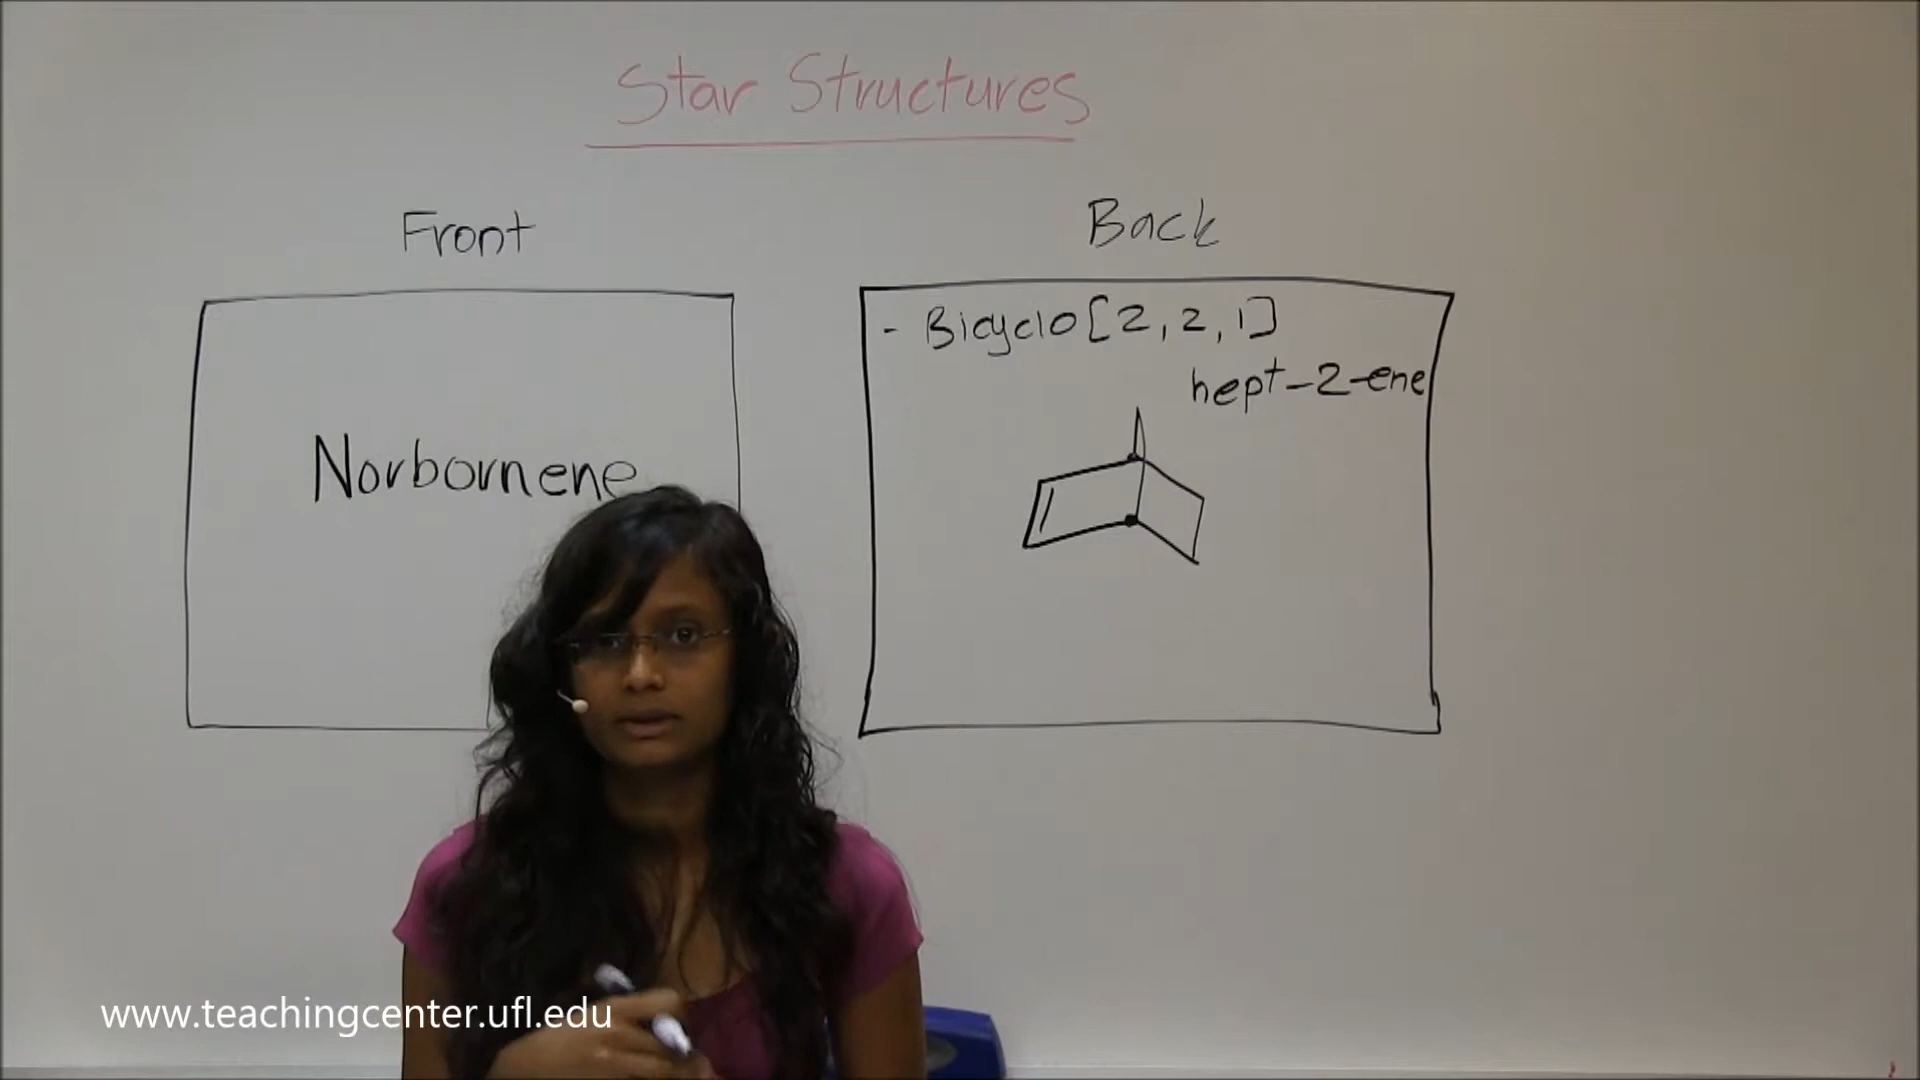 Star Structures
Front
Back
Norbornene
- Bicyclo[2,2,1]
hept-2-ene
www.teachingcenter.ufl.edu